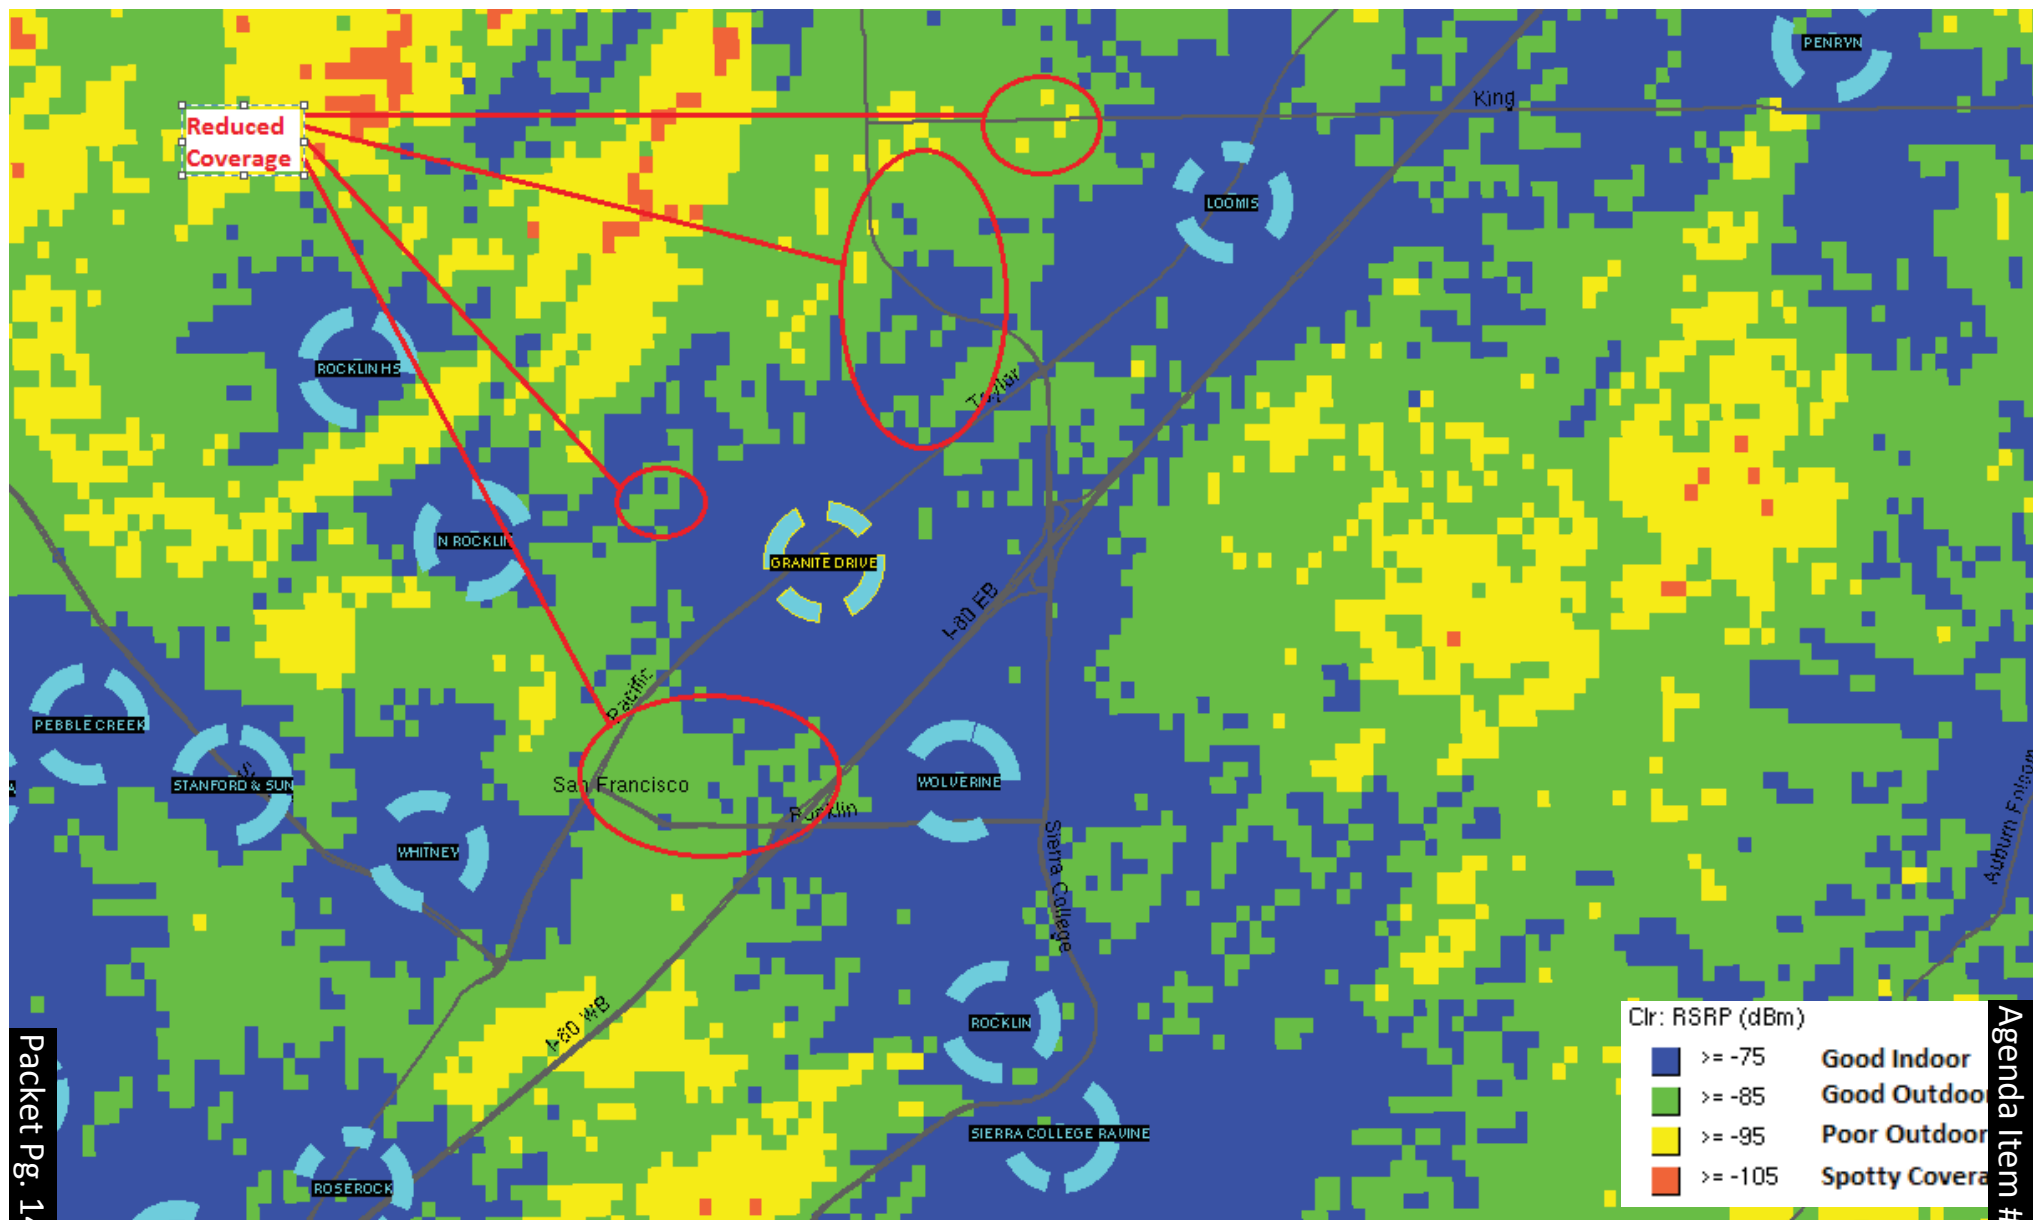 PENRYN
King
Reduced
Coverage
LOOMIS
ROCKLIN HS
Taylor
N ROCKLIN
GRANITE DRIVE
I-80 EB
Pacific
PEBBLE CREEK
STANFORD & SUN
San Francisco
WOLVERINE
Rocklin
WHITNEY
Sierra College
Auburn Folsom
I-80 WB
ROCKLIN
SIERRA COLLEGE RAVINE
ROSEROCK
Clr: RSRP (dBm)
>= -75 Good Indoor
>= -85 Good Outdoor
>= -95 Poor Outdoor
>= -105 Spotty Covera
Packet Pg. 14
Agenda Item #